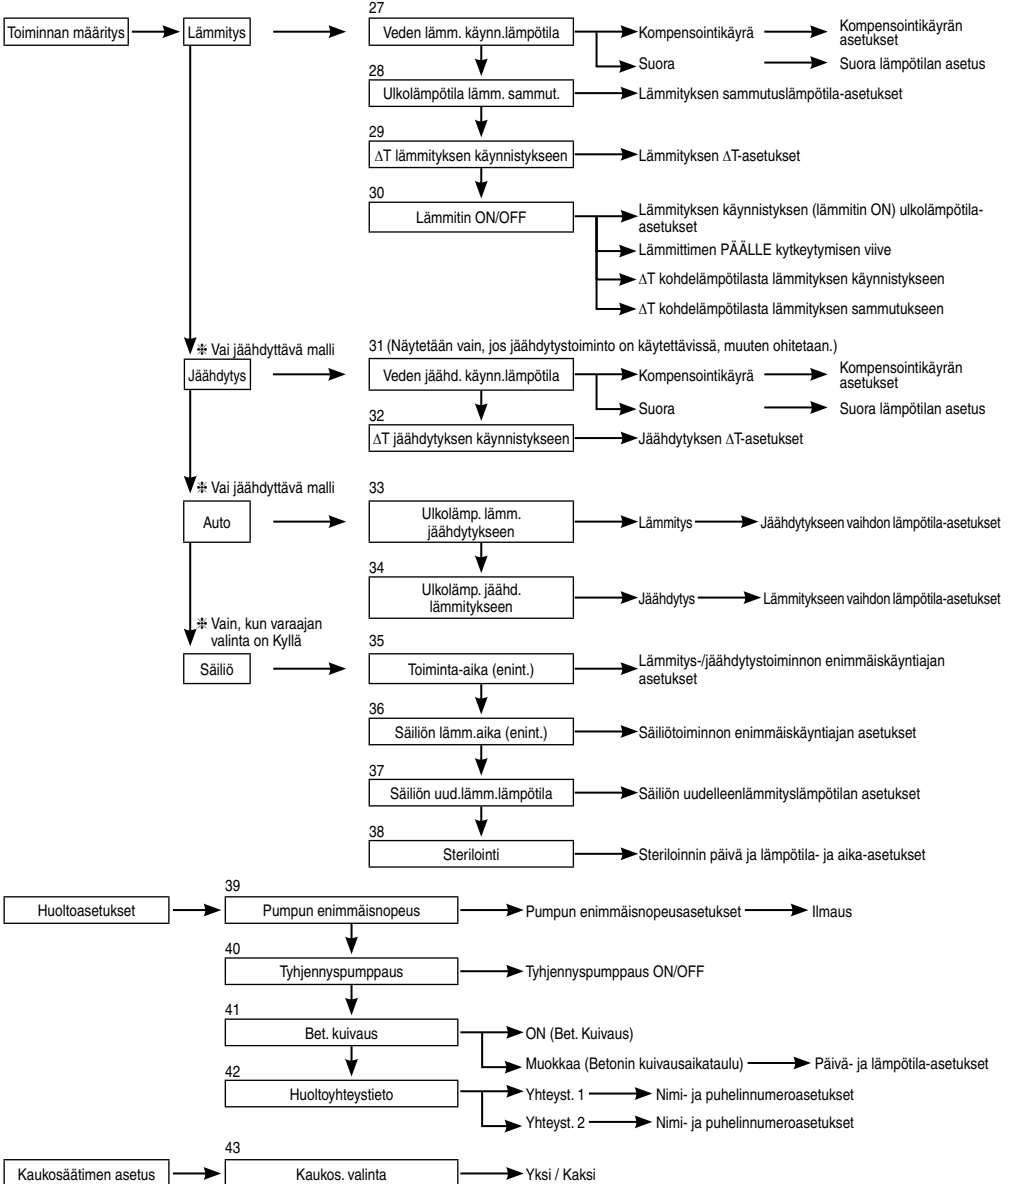 27
Toiminnan määritys
Lämmitys
Veden lämm. käynn.lämpötila
Kompensointikäyrä
Kompensointikäyrän
asetukset
Suora
Suora lämpötilan asetus
28
Ulkolämpötila lämm. sammut.
Lämmityksen sammutuslämpötila-asetukset
29
∆T lämmityksen käynnistykseen
Lämmityksen ∆T-asetukset
30
Lämmitin ON/OFF
Lämmityksen käynnistyksen (lämmitin ON) ulkolämpötila-
asetukset
Lämmittimen PÄÄLLE kytkeytymisen viive
∆T kohdelämpötilasta lämmityksen käynnistykseen
∆T kohdelämpötilasta lämmityksen sammutukseen
❉ Vai jäähdyttävä malli
31 (Näytetään vain, jos jäähdytystoiminto on käytettävissä, muuten ohitetaan.)
Jäähdytys
Veden jäähd. käynn.lämpötila
Kompensointikäyrä
Kompensointikäyrän
asetukset
Suora
Suora lämpötilan asetus
32
∆T jäähdytyksen käynnistykseen
Jäähdytyksen ∆T-asetukset
❉ Vai jäähdyttävä malli
33
Auto
Ulkolämp. lämm.
jäähdytykseen
Lämmitys
Jäähdytykseen vaihdon lämpötila-asetukset
34
Ulkolämp. jäähd.
lämmitykseen
Jäähdytys
Lämmitykseen vaihdon lämpötila-asetukset
❉ Vain, kun varaajan
valinta on Kyllä
35
Säiliö
Toiminta-aika (enint.)
Lämmitys-/jäähdytystoiminnon enimmäiskäyntiajan
asetukset
36
Säiliön lämm.aika (enint.)
Säiliötoiminnon enimmäiskäyntiajan asetukset
37
Säiliön uud.lämm.lämpötila
Säiliön uudelleenlämmityslämpötilan asetukset
38
Sterilointi
Steriloinnin päivä ja lämpötila- ja aika-asetukset
39
Huoltoasetukset
Pumpun enimmäisnopeus
Pumpun enimmäisnopeusasetukset
Ilmaus
40
Tyhjennyspumppaus
Tyhjennyspumppaus ON/OFF
41
Bet. kuivaus
ON (Bet. Kuivaus)
Muokkaa (Betonin kuivausaikataulu)
Päivä- ja lämpötila-asetukset
42
Huoltoyhteystieto
Yhteyst. 1
Nimi- ja puhelinnumeroasetukset
Yhteyst. 2
Nimi- ja puhelinnumeroasetukset
43
Kaukosäätimen asetus
Kaukos. valinta
Yksi / Kaksi